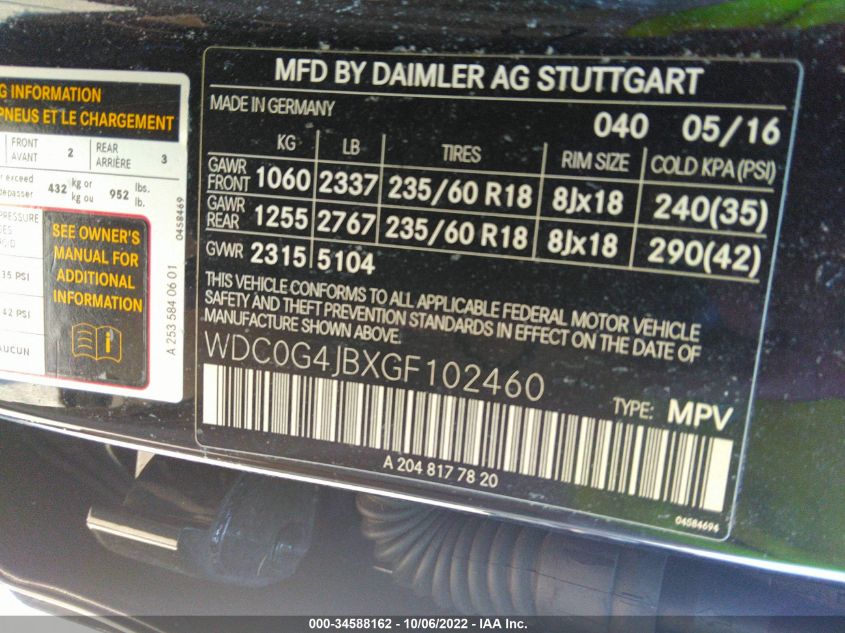 G INFORMATION
PNEUS ET LE CHARGEMENT
FRONT
AVANT
2
REAR
ARRIÈRE
3
r exceed
dépasser
432
kg or
kg ou
952
lbs.
lb.
PRESSURE
35 PSI
42 PSI
AUCUN
SEE OWNER'S
MANUAL FOR
ADDITIONAL
INFORMATION
0458469
A 253 584 06 01
MFD BY DAIMLER AG STUTTGART
MADE IN GERMANY
040 05/16
KG LB TIRES RIM SIZE COLD KPA (PSI)
GAWR
FRONT 1060 2337 235/60 R18 8Jx18 240(35)
GAWR
REAR 1255 2767 235/60 R18 8Jx18 290(42)
GVWR 2315 5104
THIS VEHICLE CONFORMS TO ALL APPLICABLE FEDERAL MOTOR VEHICLE
SAFETY AND THEFT PREVENTION STANDARDS IN EFFECT ON THE DATE OF
MANUFACTURE SHOWN ABOVE.
WDC0G4JBXGF102460
TYPE: MPV
A 204 817 78 20
04584694
000-34588162 - 10/06/2022 - IAA Inc.